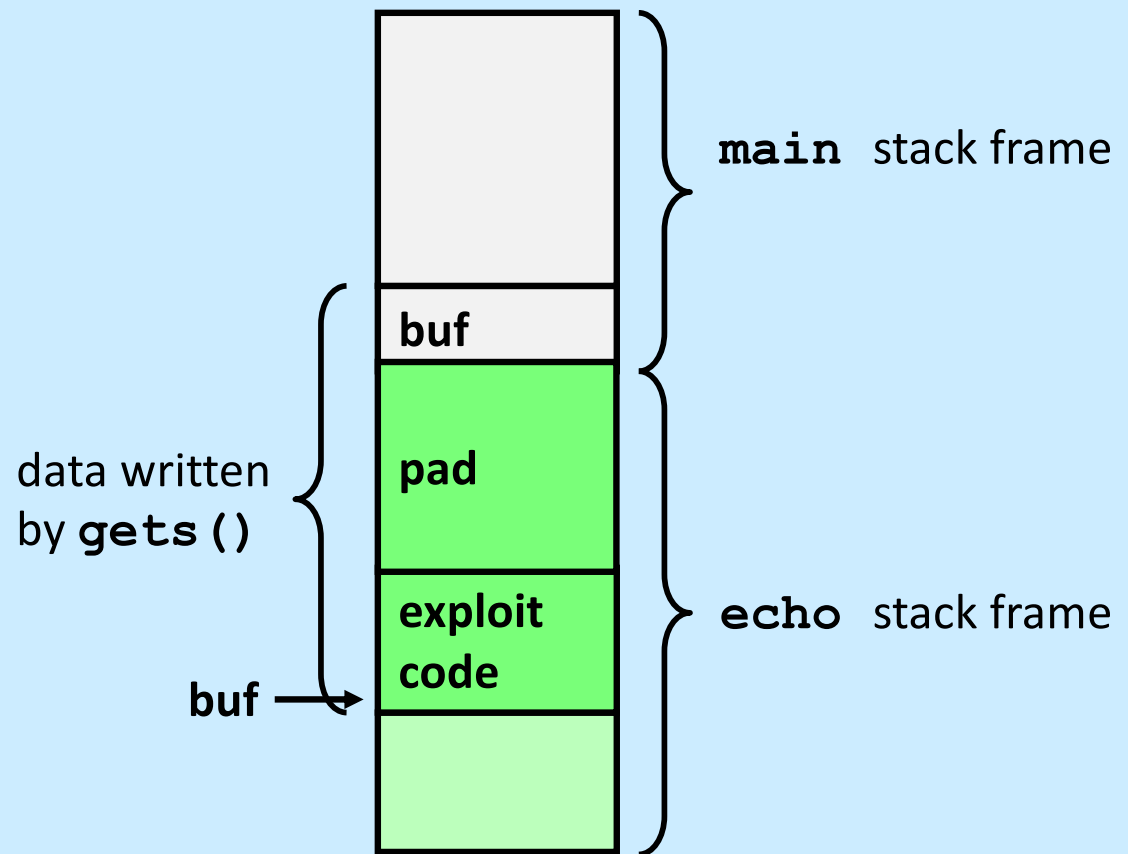 main stack frame
buf
pad
data written
by gets()
exploit
code
echo stack frame
buf